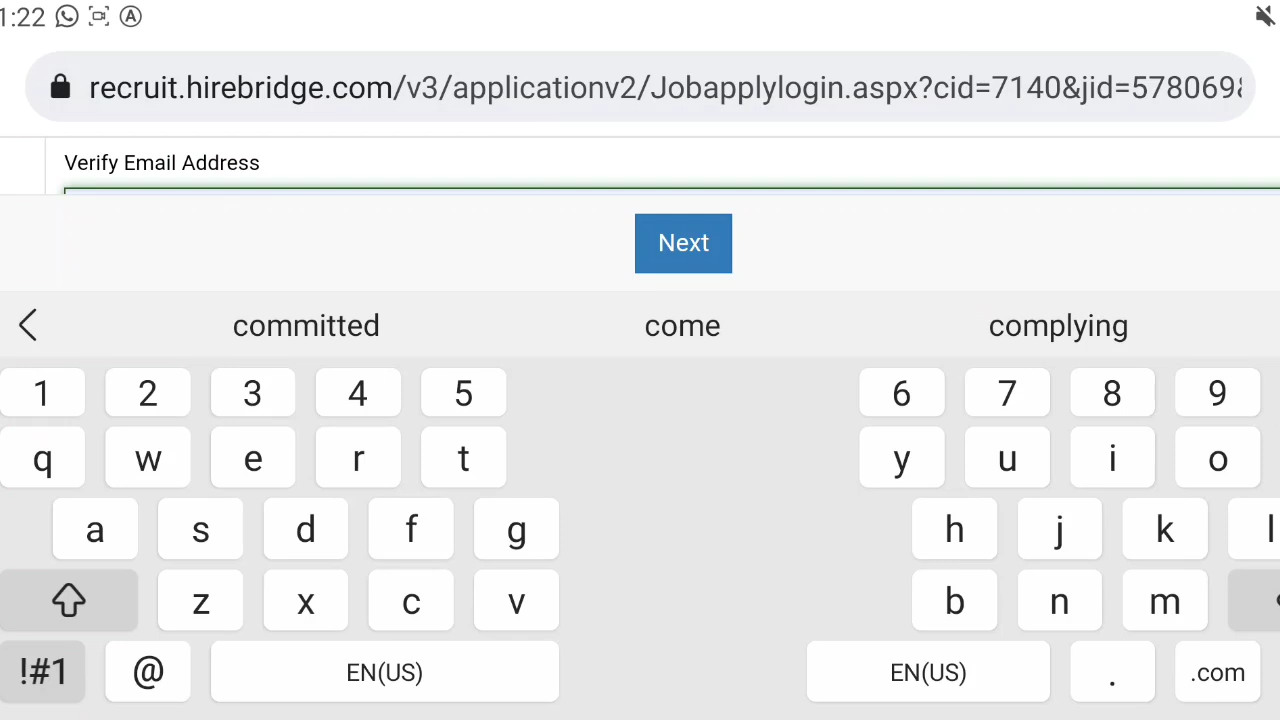 1:22
recruit.hirebridge.com/v3/applicationv2/Jobapplylogin.aspx?cid=7140&jid=578069
Verify Email Address
Next
committed come complying
1 2 3 4 5 6 7 8 9
q w e r t y u i o
a s d f g h j k l
z x c v b n m
!#1 @ EN(US) EN(US) . .com